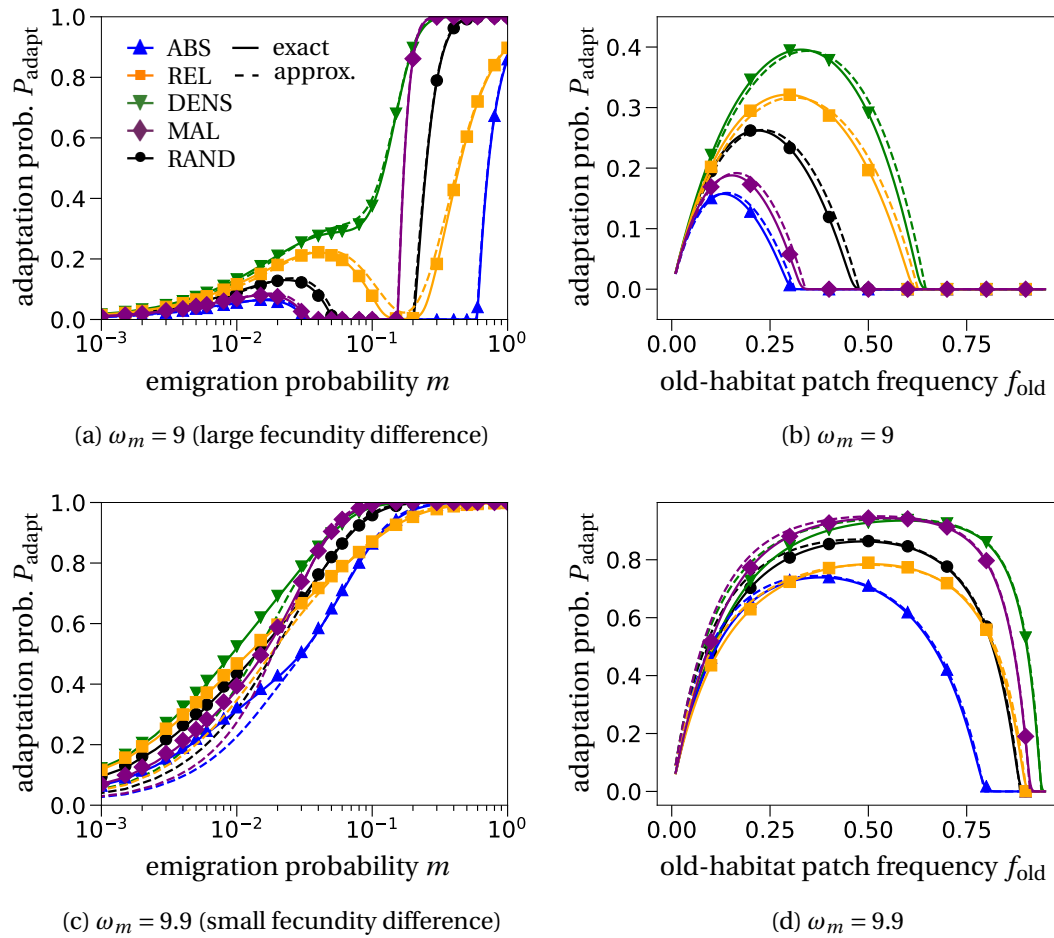 1.0
0.8
0.6
0.4
0.2
0.0
adaptation prob. P_adapt
ABS
REL
DENS
MAL
RAND
exact
approx.
10⁻³ 10⁻² 10⁻¹ 10⁰
emigration probability m
(a) ω_m = 9 (large fecundity difference)
0.4
0.3
0.2
0.1
0.0
adaptation prob. P_adapt
0.00 0.25 0.50 0.75
old-habitat patch frequency f_old
(b) ω_m = 9
1.0
0.8
0.6
0.4
0.2
0.0
adaptation prob. P_adapt
10⁻³ 10⁻² 10⁻¹ 10⁰
emigration probability m
(c) ω_m = 9.9 (small fecundity difference)
0.8
0.6
0.4
0.2
0.0
adaptation prob. P_adapt
0.00 0.25 0.50 0.75
old-habitat patch frequency f_old
(d) ω_m = 9.9